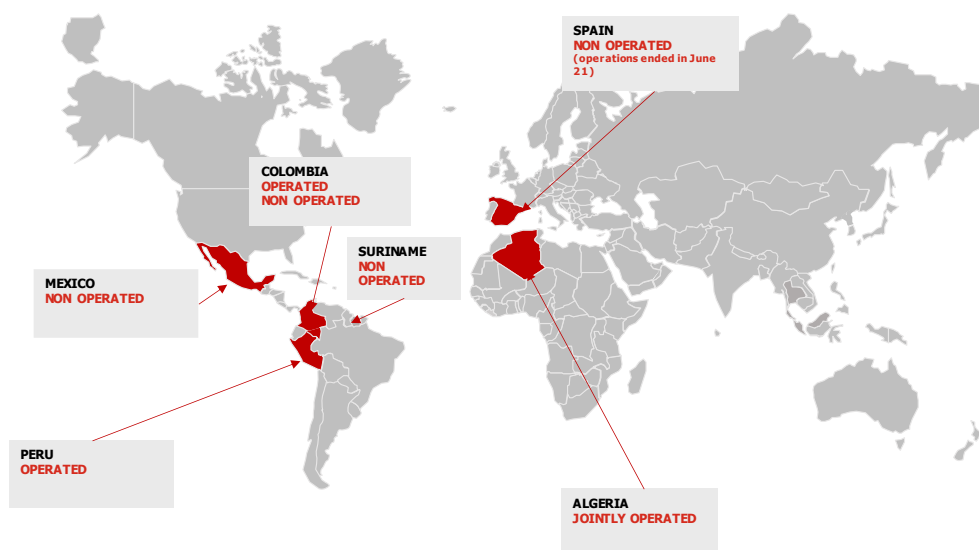 SPAIN
NON OPERATED
(operations ended in June
21)
COLOMBIA
OPERATED
NON OPERATED
SURINAME
NON
OPERATED
MEXICO
NON OPERATED
PERU
OPERATED
ALGERIA
JOINTLY OPERATED